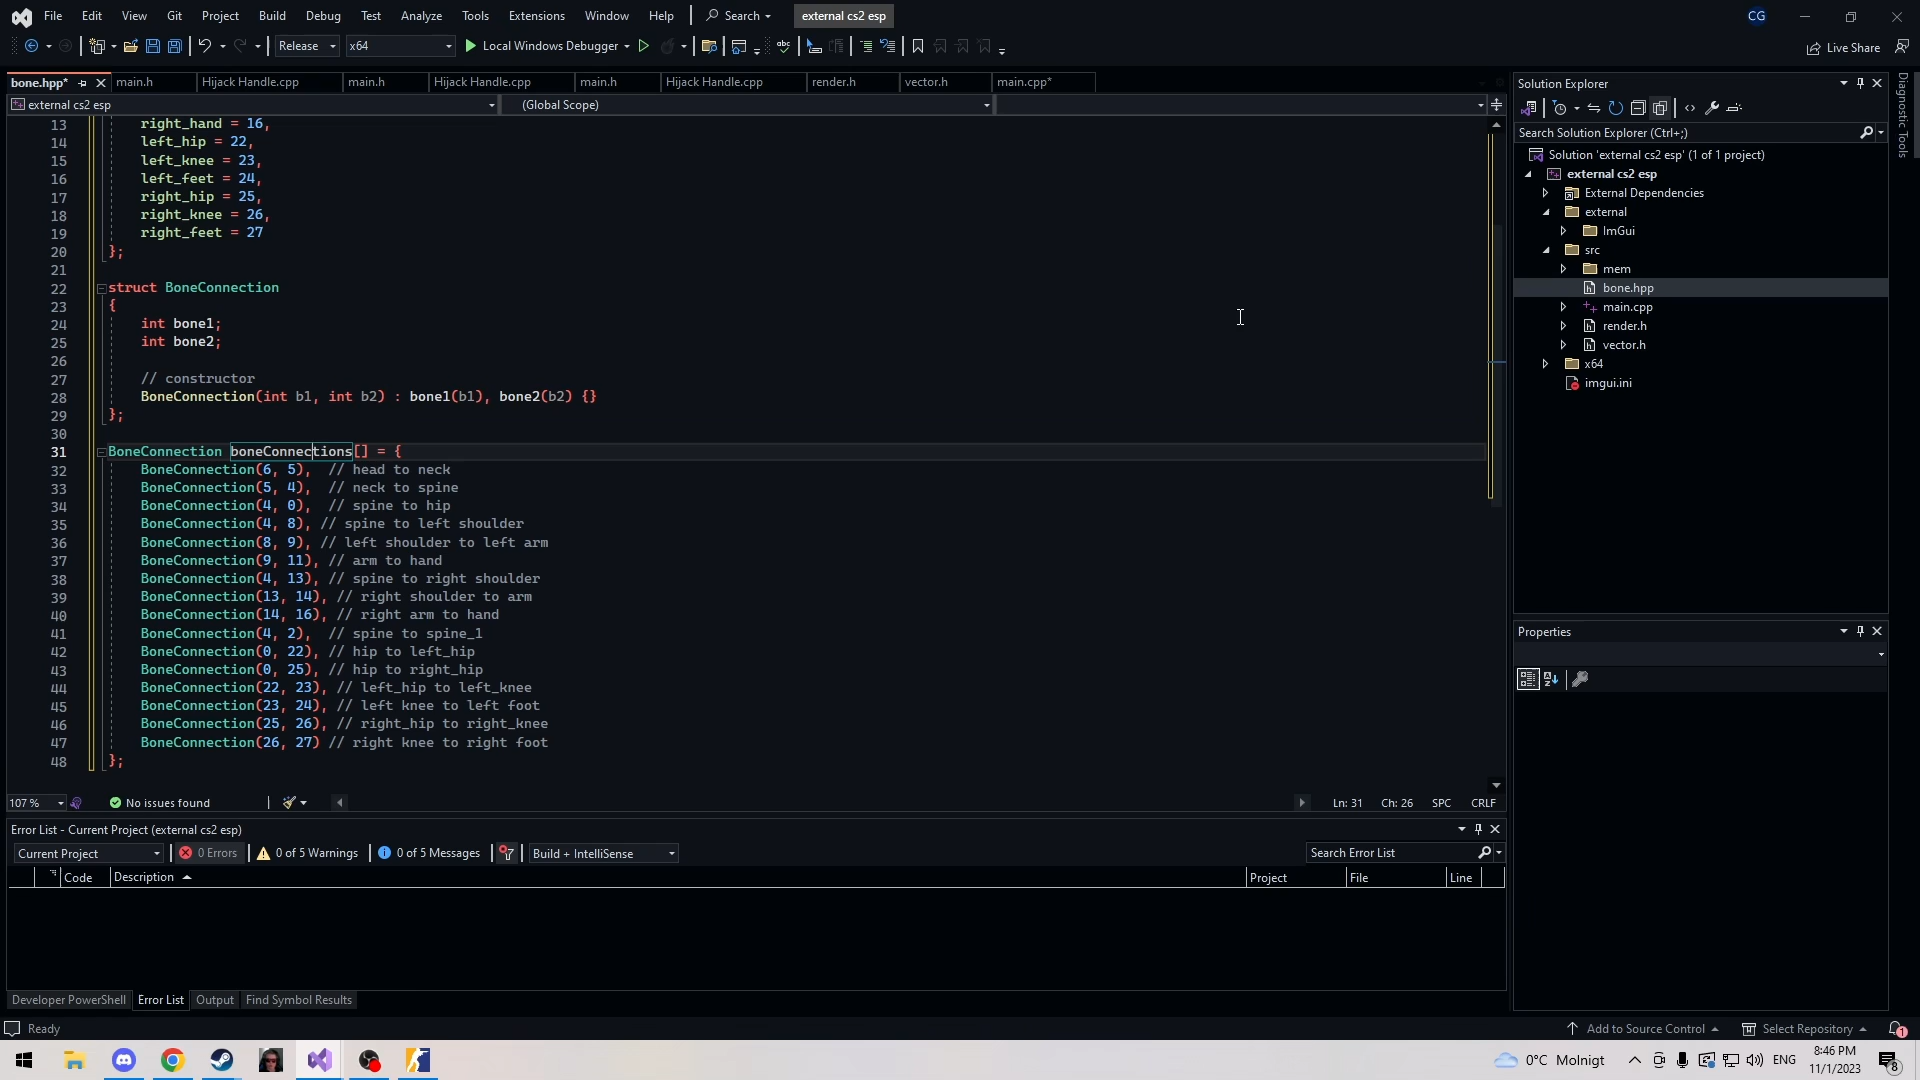 File Edit View Git Project Build Debug Test Analyze Tools Extensions Window Help Search external cs2 esp CG
Release x64 Local Windows Debugger Live Share
bone.hpp* main.h Hijack Handle.cpp main.h Hijack Handle.cpp main.h Hijack Handle.cpp render.h vector.h main.cpp*
external cs2 esp (Global Scope)
13 right_hand = 16,
14 left_hip = 22,
15 left_knee = 23,
16 left_feet = 24,
17 right_hip = 25,
18 right_knee = 26,
19 right_feet = 27
20 };
21
22 struct BoneConnection
23 {
24 int bone1;
25 int bone2;
26
27 // constructor
28 BoneConnection(int b1, int b2) : bone1(b1), bone2(b2) {}
29 };
30
31 BoneConnection boneConnections[] = {
32 BoneConnection(6, 5), // head to neck
33 BoneConnection(5, 4), // neck to spine
34 BoneConnection(4, 0), // spine to hip
35 BoneConnection(4, 8), // spine to left shoulder
36 BoneConnection(8, 9), // left shoulder to left arm
37 BoneConnection(9, 11), // arm to hand
38 BoneConnection(4, 13), // spine to right shoulder
39 BoneConnection(13, 14), // right shoulder to arm
40 BoneConnection(14, 16), // right arm to hand
41 BoneConnection(4, 2), // spine to spine_1
42 BoneConnection(0, 22), // hip to left_hip
43 BoneConnection(0, 25), // hip to right_hip
44 BoneConnection(22, 23), // left_hip to left_knee
45 BoneConnection(23, 24), // left knee to left foot
46 BoneConnection(25, 26), // right_hip to right_knee
47 BoneConnection(26, 27) // right knee to right foot
48 };
107 % No issues found Ln: 31 Ch: 26 SPC CRLF
Error List - Current Project (external cs2 esp)
Current Project 0 Errors 0 of 5 Warnings 0 of 5 Messages Build + IntelliSense Search Error List
Code Description Project File Line
Developer PowerShell Error List Output Find Symbol Results
Solution Explorer
Search Solution Explorer (Ctrl+;)
Solution 'external cs2 esp' (1 of 1 project)
external cs2 esp
External Dependencies
external
ImGui
src
mem
bone.hpp
main.cpp
render.h
vector.h
x64
imgui.ini
Properties
Diagnostic Tools
Ready Add to Source Control Select Repository 1
0°C Molnigt ENG 8:46 PM
11/1/2023 8